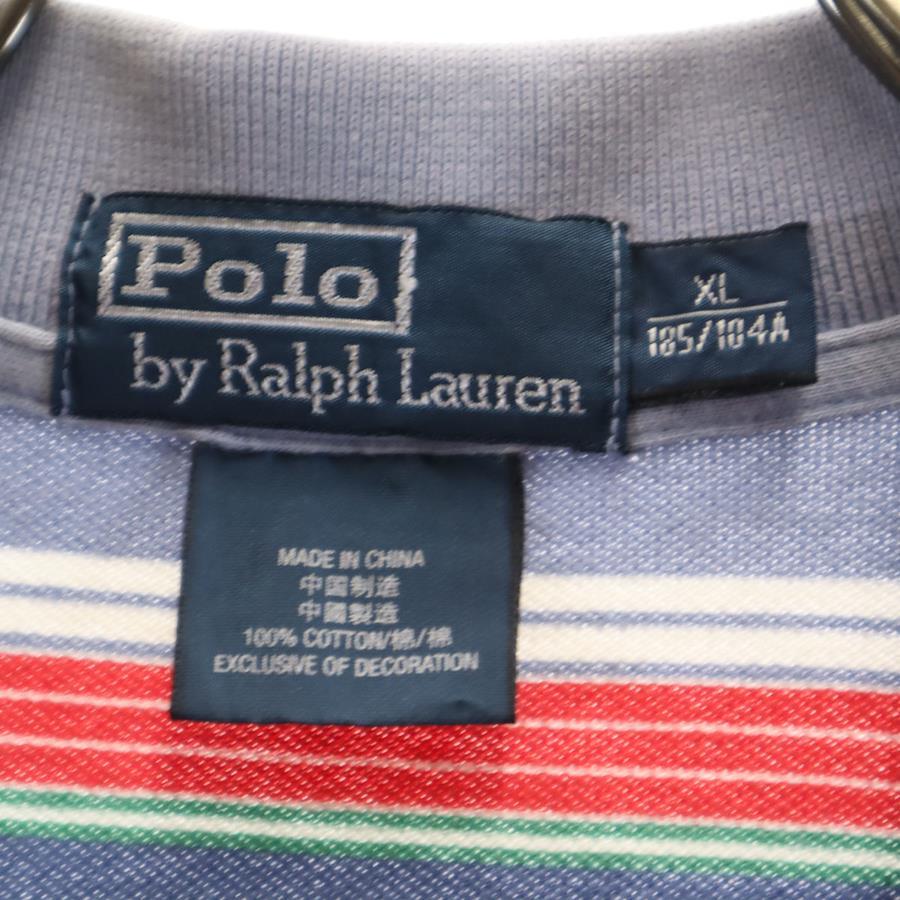 Polo
by Ralph Lauren
XL
185/104A
MADE IN CHINA
中国制造
中國製造
100% COTTON/棉/棉
EXCLUSIVE OF DECORATION